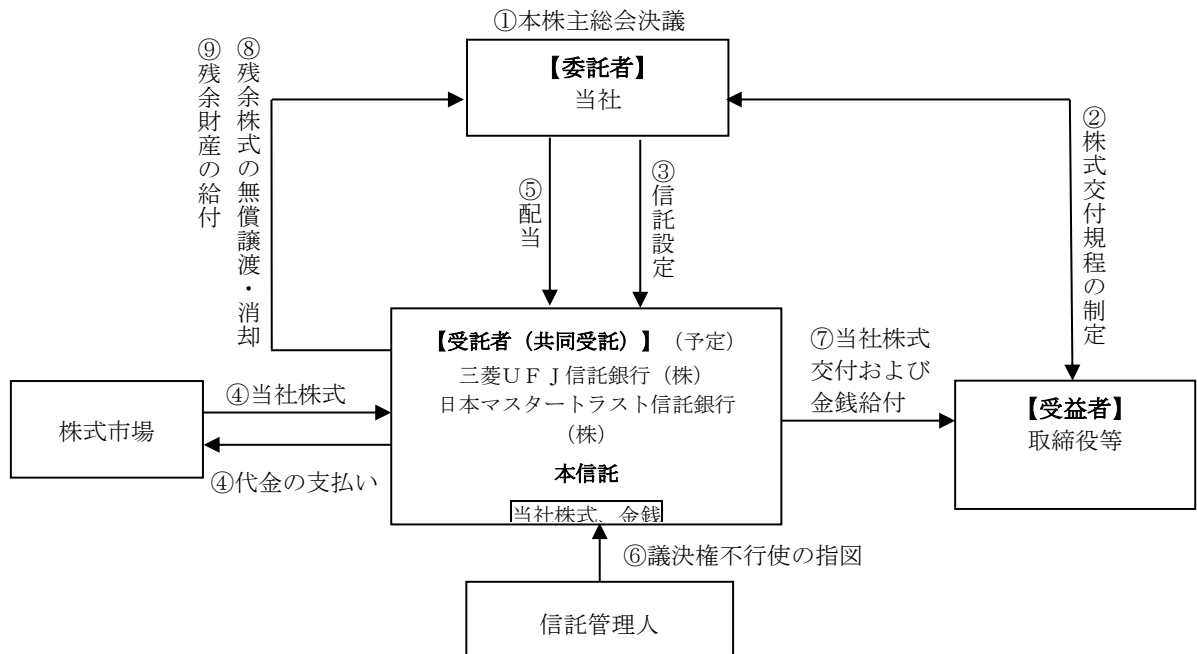 ①本株主総会決議
【委託者】
当社
⑨残余財産の給付
⑧残余株式の無償譲渡・消却
②株式交付規程の制定
⑤配当
③信託設定
【受託者（共同受託）】（予定）
三菱ＵＦＪ信託銀行（株）
日本マスタートラスト信託銀行
（株）
本信託
当社株式、金銭
⑦当社株式
交付および
金銭給付
【受益者】
取締役等
株式市場
④当社株式
④代金の支払い
⑥議決権不行使の指図
信託管理人